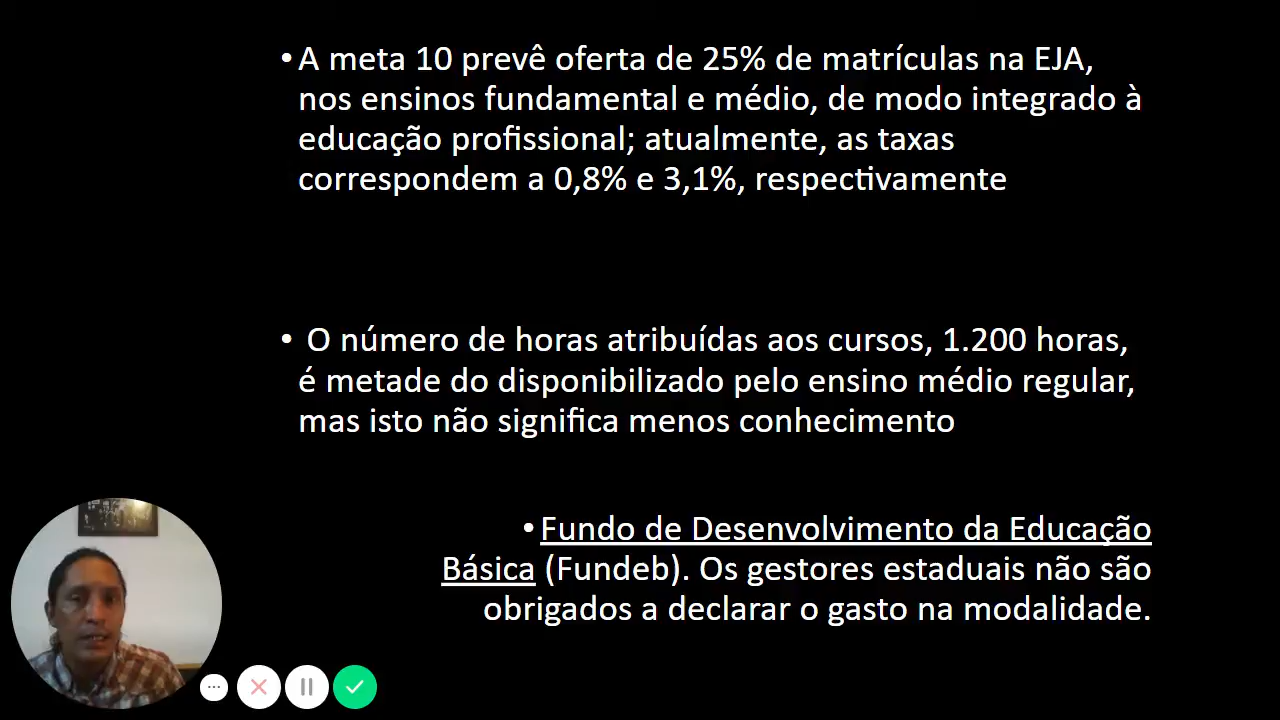 •A meta 10 prevê oferta de 25% de matrículas na EJA,
nos ensinos fundamental e médio, de modo integrado à
educação profissional; atualmente, as taxas
correspondem a 0,8% e 3,1%, respectivamente
• O número de horas atribuídas aos cursos, 1.200 horas,
é metade do disponibilizado pelo ensino médio regular,
mas isto não significa menos conhecimento
•Fundo de Desenvolvimento da Educação
Básica (Fundeb). Os gestores estaduais não são
obrigados a declarar o gasto na modalidade.